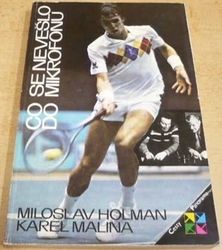 CO SE NEVEŠLO
DO MIKROFONU
MILOSLAV HOLMAN
KAREL MALINA